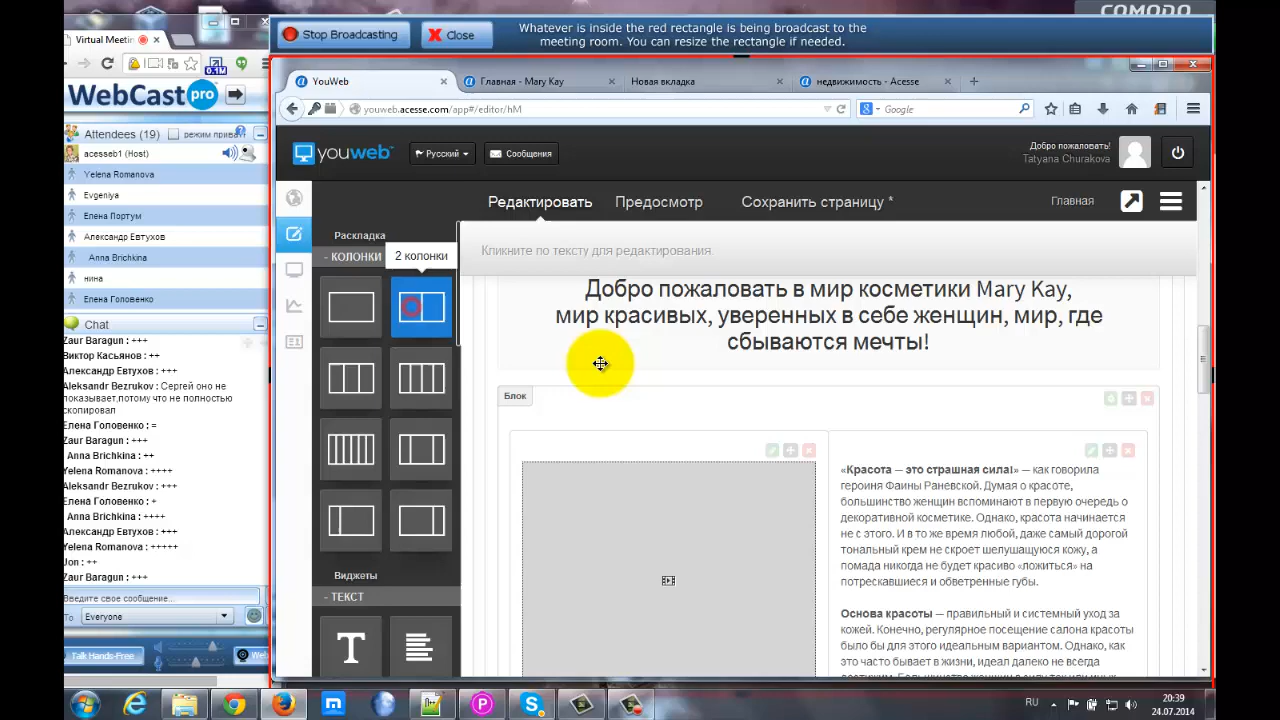 COMODO
Virtual Meetin
WebCast pro
Attendees (19)
режим приват
acesseb1 (Host)
Yelena Romanova
Evgeniya
Елена Портум
Александр Евтухов
Anna Brichkina
нина
Елена Головенко
Chat
Zaur Baragun: +++
Виктор Касьянов: ++
Александр Евтухов: +++
Aleksandr Bezrukov: Сергей оно не
показывает,потому что не полностью
скопировал
Елена Головенко: =
Zaur Baragun: +++
Anna Brichkina: +++
Yelena Romanova: ++++
Aleksandr Bezrukov: +++
Елена Головенко: +
Anna Brichkina: ++++
Александр Евтухов: +++
Yelena Romanova: +++++
Jon: ++
Zaur Baragun: +++
Введите свое сообщение...
To
Everyone
Talk Hands-Free
Stop Broadcasting
Close
Whatever is inside the red rectangle is being broadcast to the
meeting room. You can resize the rectangle if needed.
YouWeb
Главная - Mary Kay
Новая вкладка
недвижимость - Acesse
youweb.acesse.com/app#/editor/hM
Google
youweb
Русский
Сообщения
Добро пожаловать!
Tatyana Churakova
Редактировать
Предосмотр
Сохранить страницу *
Главная
Раскладка
- КОЛОНКИ
2 колонки
Виджеты
- ТЕКСТ
Кликните по тексту для редактирования.
Добро пожаловать в мир косметики Mary Kay,
мир красивых, уверенных в себе женщин, мир, где
сбываются мечты!
Блок
«Красота — это страшная сила!» — как говорила
героиня Фаины Раневской. Думая о красоте,
большинство женщин вспоминают в первую очередь о
декоративной косметике. Однако, красота начинается
не с этого. И в то же время любой, даже самый дорогой
тональный крем не скроет шелушащуюся кожу, а
помада никогда не будет красиво «ложиться» на
потрескавшиеся и обветренные губы.
Основа красоты — правильный и системный уход за
кожей. Конечно, регулярное посещение салона красоты
было бы для этого идеальным вариантом. Однако, как
это часто бывает в жизни, идеал далеко не всегда
RU
20:39
24.07.2014